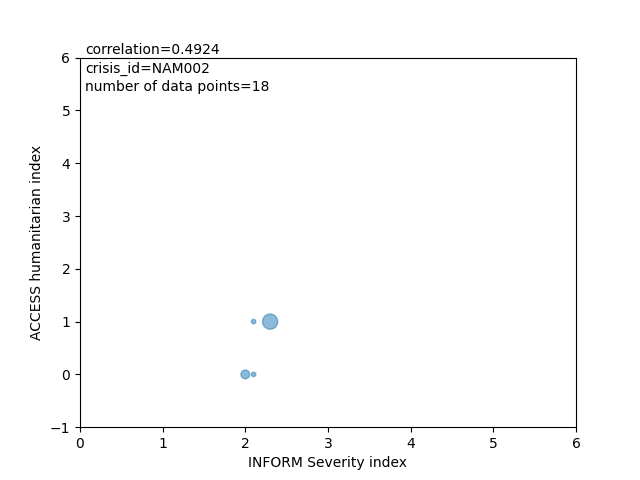 correlation=0.4924
crisis_id=NAM002
number of data points=18
6
5
4
3
2
1
0
−1
ACCESS humanitarian index
0 1 2 3 4 5 6
INFORM Severity index